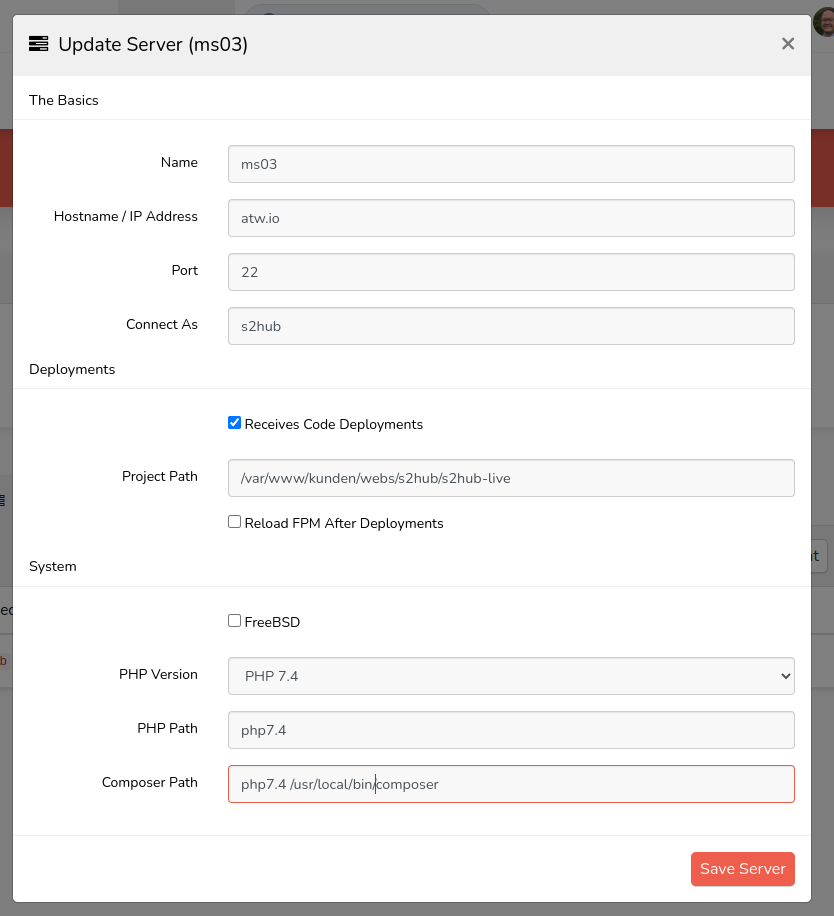 Update Server (ms03)
The Basics
Name
ms03
Hostname / IP Address
atw.io
Port
22
Connect As
s2hub
Deployments
Receives Code Deployments
Project Path
/var/www/kunden/webs/s2hub/s2hub-live
Reload FPM After Deployments
System
FreeBSD
PHP Version
PHP 7.4
PHP Path
php7.4
Composer Path
php7.4 /usr/local/bin/composer
Save Server